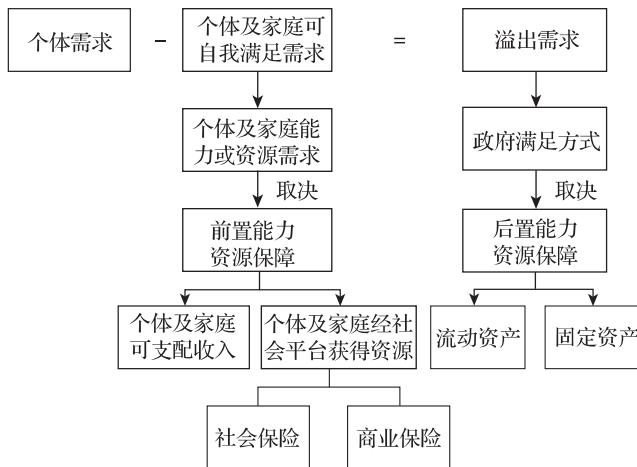 个体需求
–
个体及家庭可
自我满足需求
=
溢出需求
个体及家庭能
力或资源需求
政府满足方式
取决
取决
前置能力
资源保障
后置能力
资源保障
个体及家庭
可支配收入
个体及家庭经社
会平台获得资源
流动资产
固定资产
社会保险
商业保险